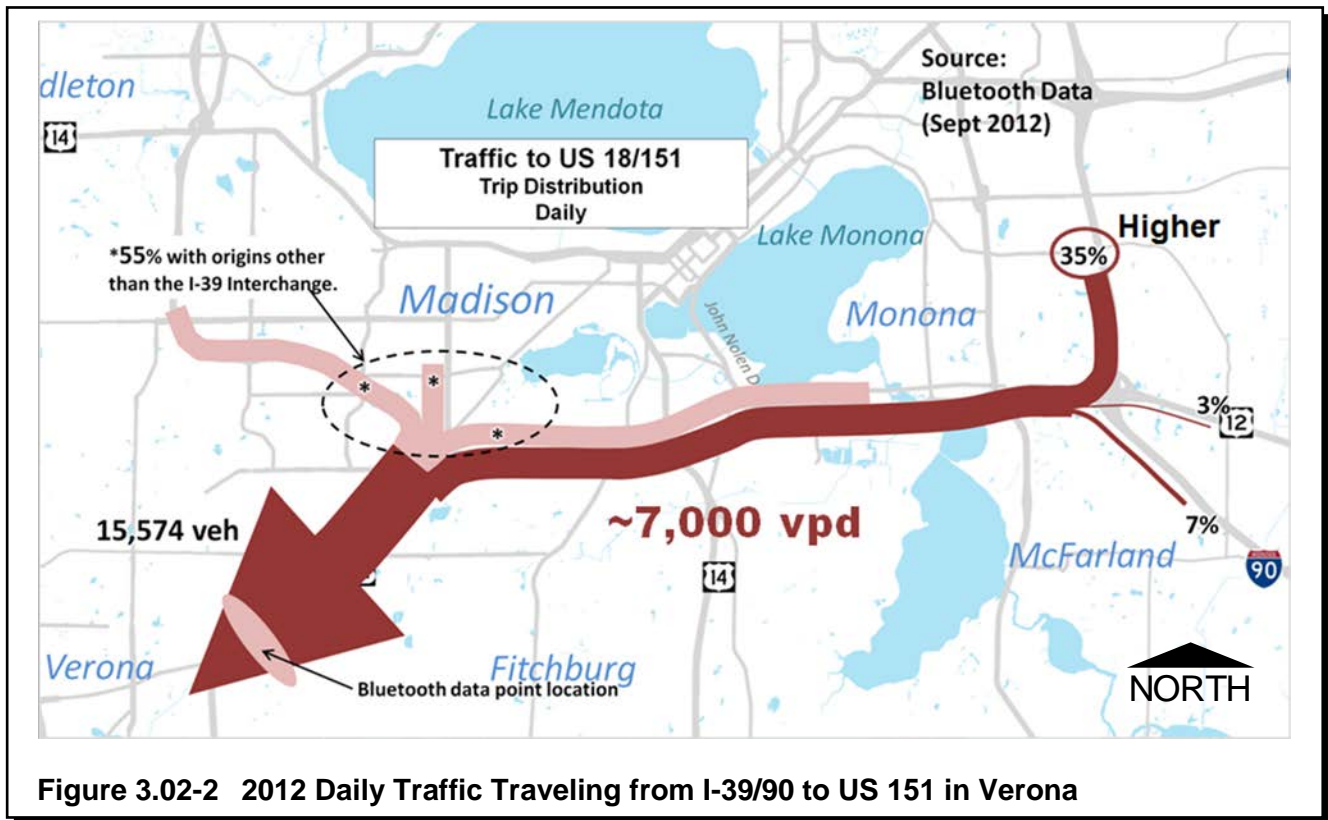 dleton
14
Lake Mendota
Source:
Bluetooth Data
(Sept 2012)
Traffic to US 18/151
Trip Distribution
Daily
*55% with origins other
than the I-39 Interchange.
Madison
Lake Monona
Higher
35%
Monona
John Nolen D
*
*
*
3%
12
15,574 veh
~7,000 vpd
7%
McFarland
90
14
Verona
Fitchburg
Bluetooth data point location
NORTH
Figure 3.02-2 2012 Daily Traffic Traveling from I-39/90 to US 151 in Verona